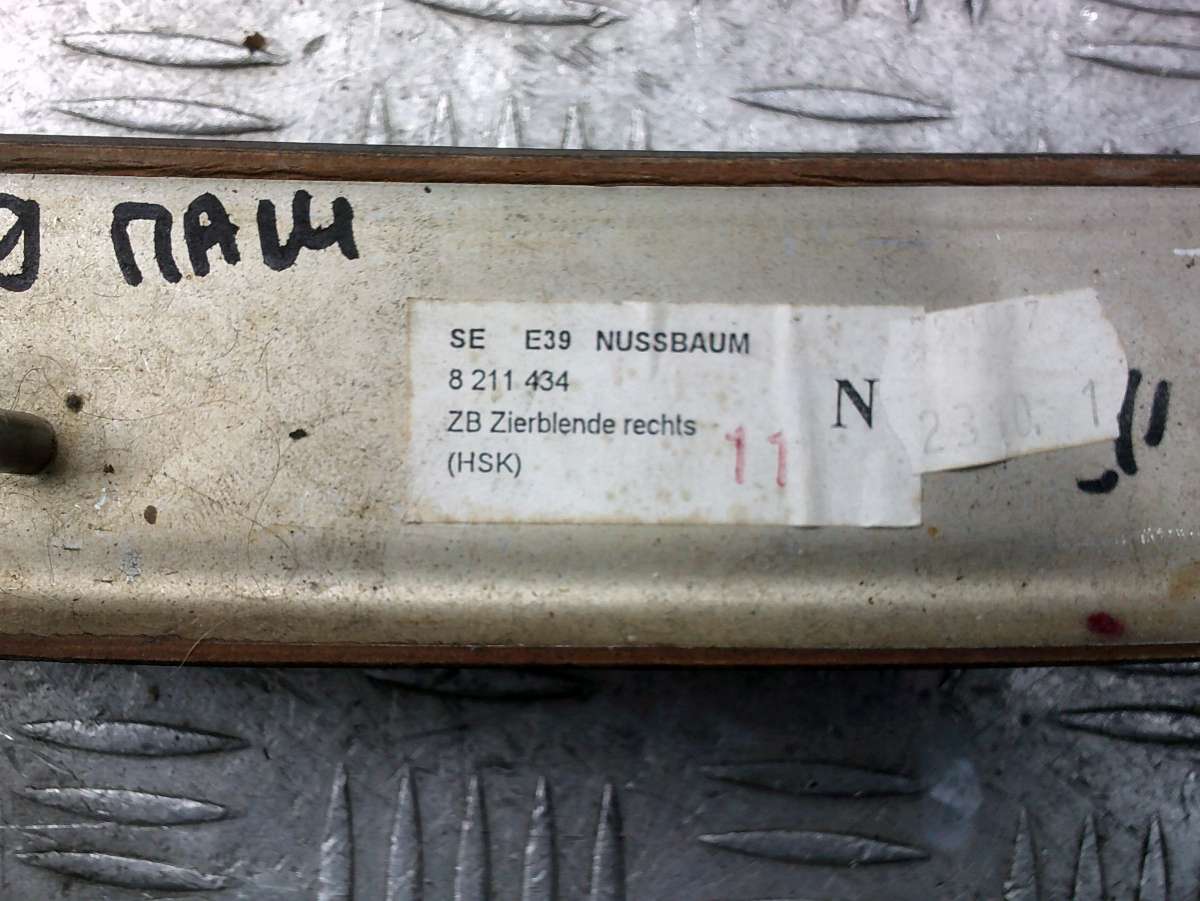 ПАШ
SE E39 NUSSBAUM
8 211 434
ZB Zierblende rechts
(HSK)
11
N